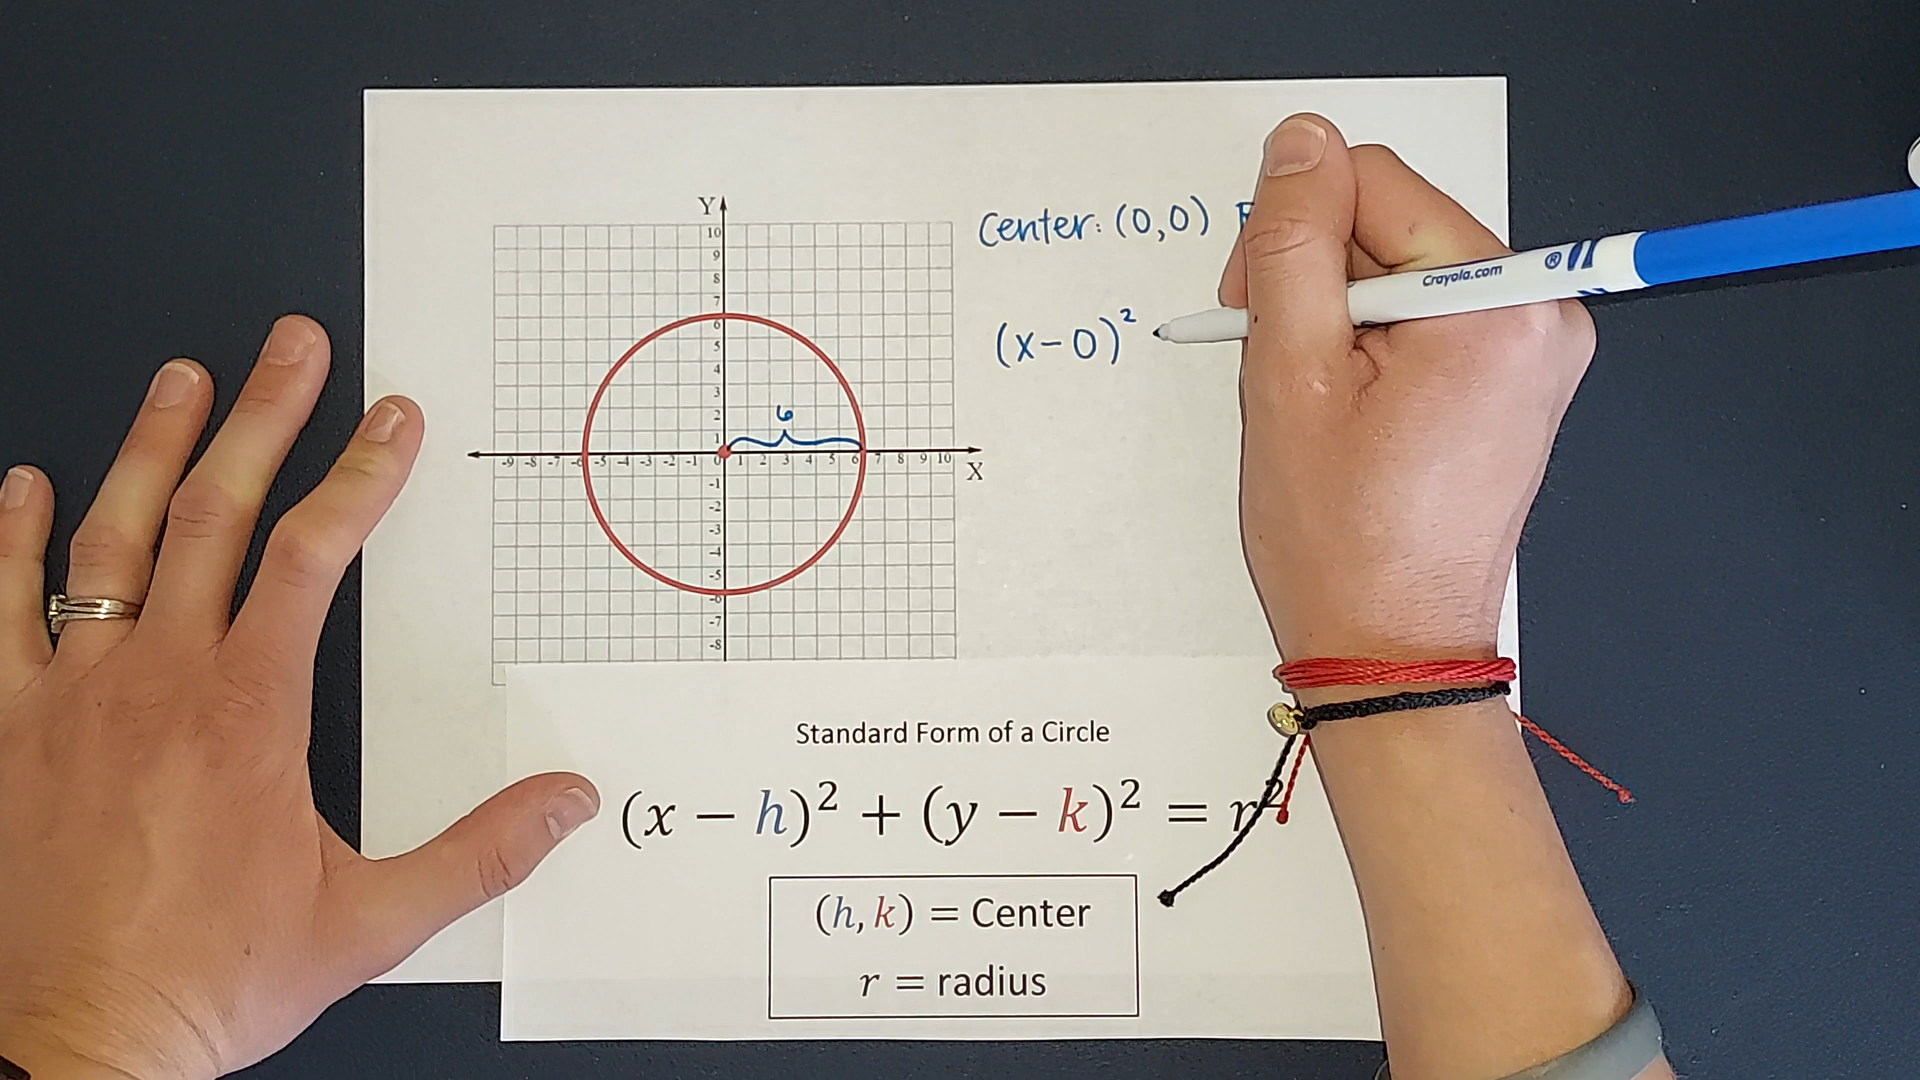 Y
10
9
8
7
6
5
4
3
2
1
-9 -8 -7 -6 -5 -4 -3 -2 -1 0 1 2 3 4 5 6 7 8 9 10
X
-1
-2
-3
-4
-5
-6
-7
-8
6
Center: (0,0)
(x-0)²
Crayola.com ®
Standard Form of a Circle
(x − h)² + (y − k)² = r²
(h, k) = Center
r = radius